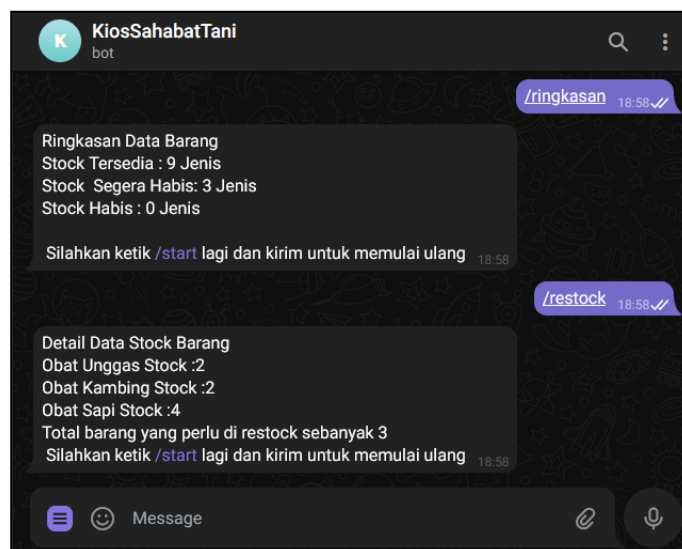 K
KiosSahabatTani
bot
/ringkasan 18:58
Ringkasan Data Barang
Stock Tersedia : 9 Jenis
Stock  Segera Habis: 3 Jenis
Stock Habis : 0 Jenis
Silahkan ketik /start lagi dan kirim untuk memulai ulang 18:58
/restock 18:58
Detail Data Stock Barang
Obat Unggas Stock :2
Obat Kambing Stock :2
Obat Sapi Stock :4
Total barang yang perlu di restock sebanyak 3
Silahkan ketik /start lagi dan kirim untuk memulai ulang 18:58
Message